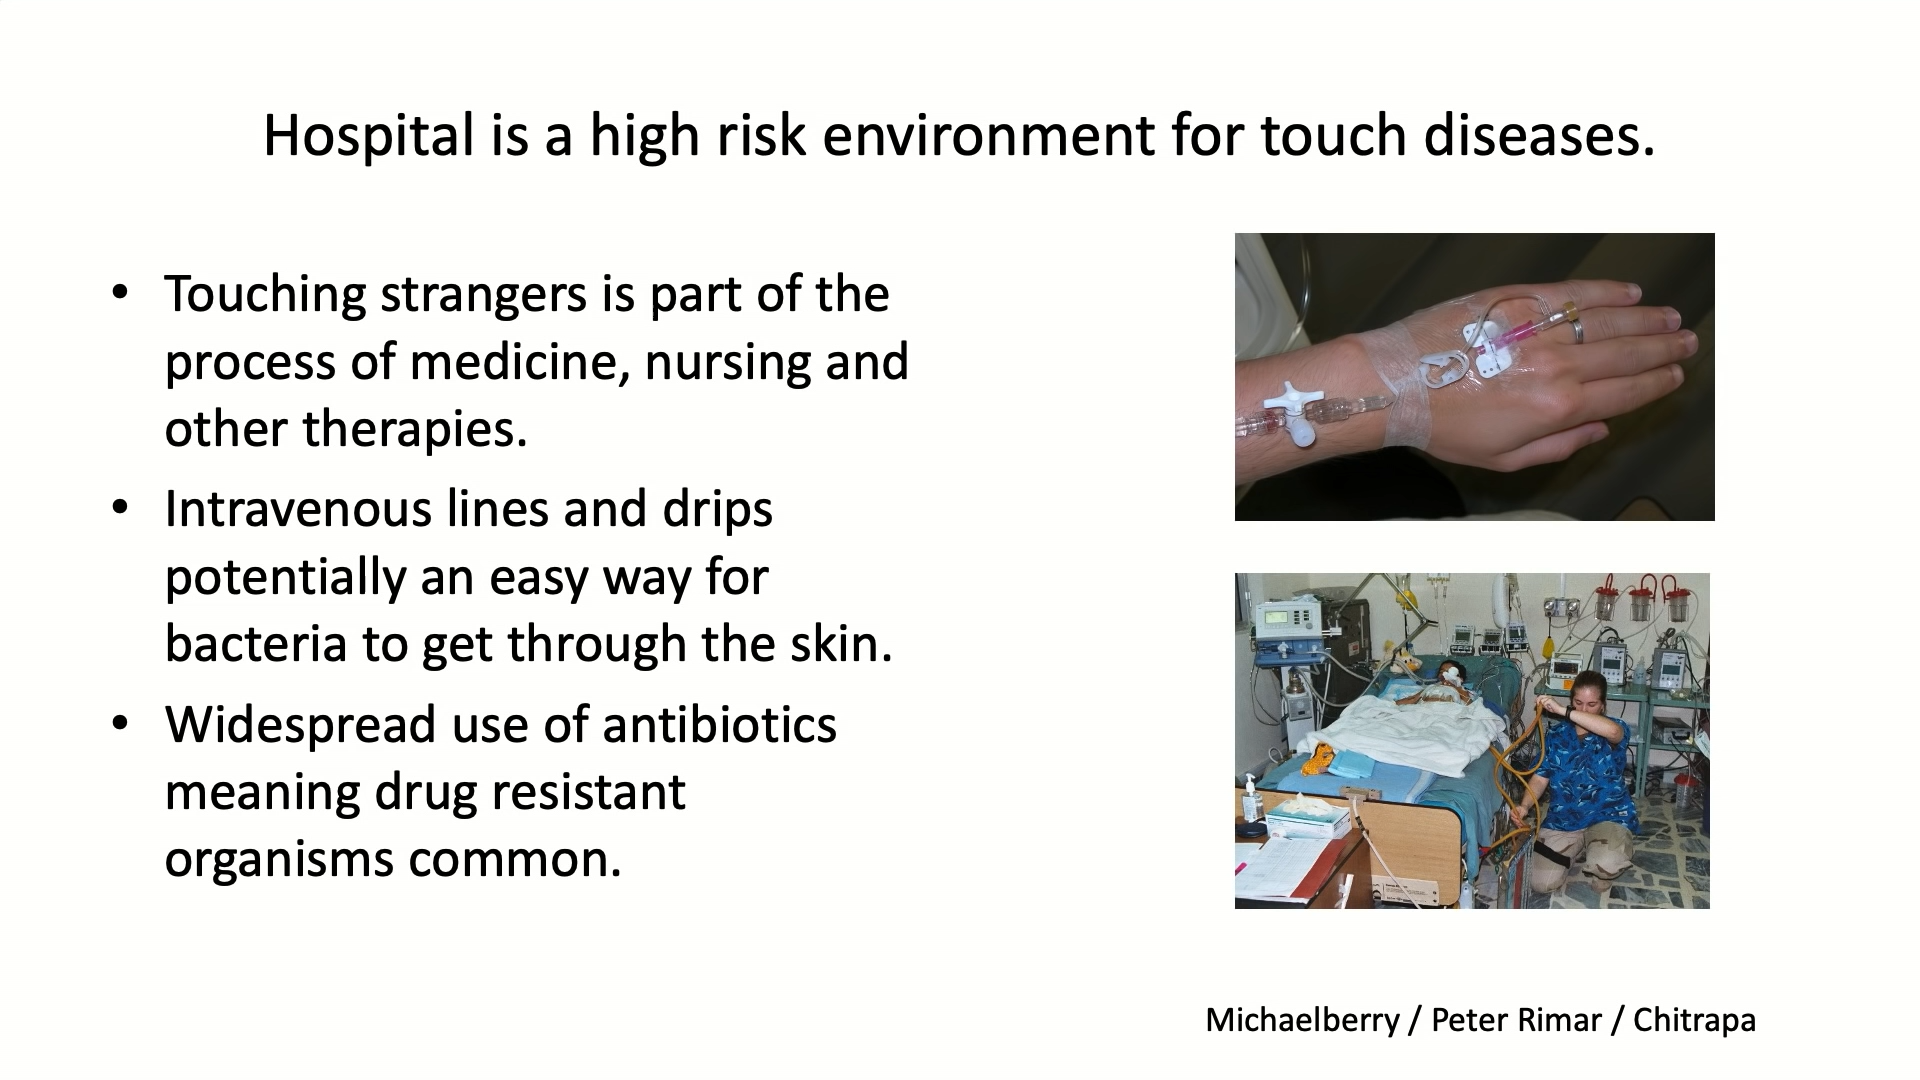 Hospital is a high risk environment for touch diseases.
• Touching strangers is part of the
process of medicine, nursing and
other therapies.
• Intravenous lines and drips
potentially an easy way for
bacteria to get through the skin.
• Widespread use of antibiotics
meaning drug resistant
organisms common.
Michaelberry / Peter Rimar / Chitrapa